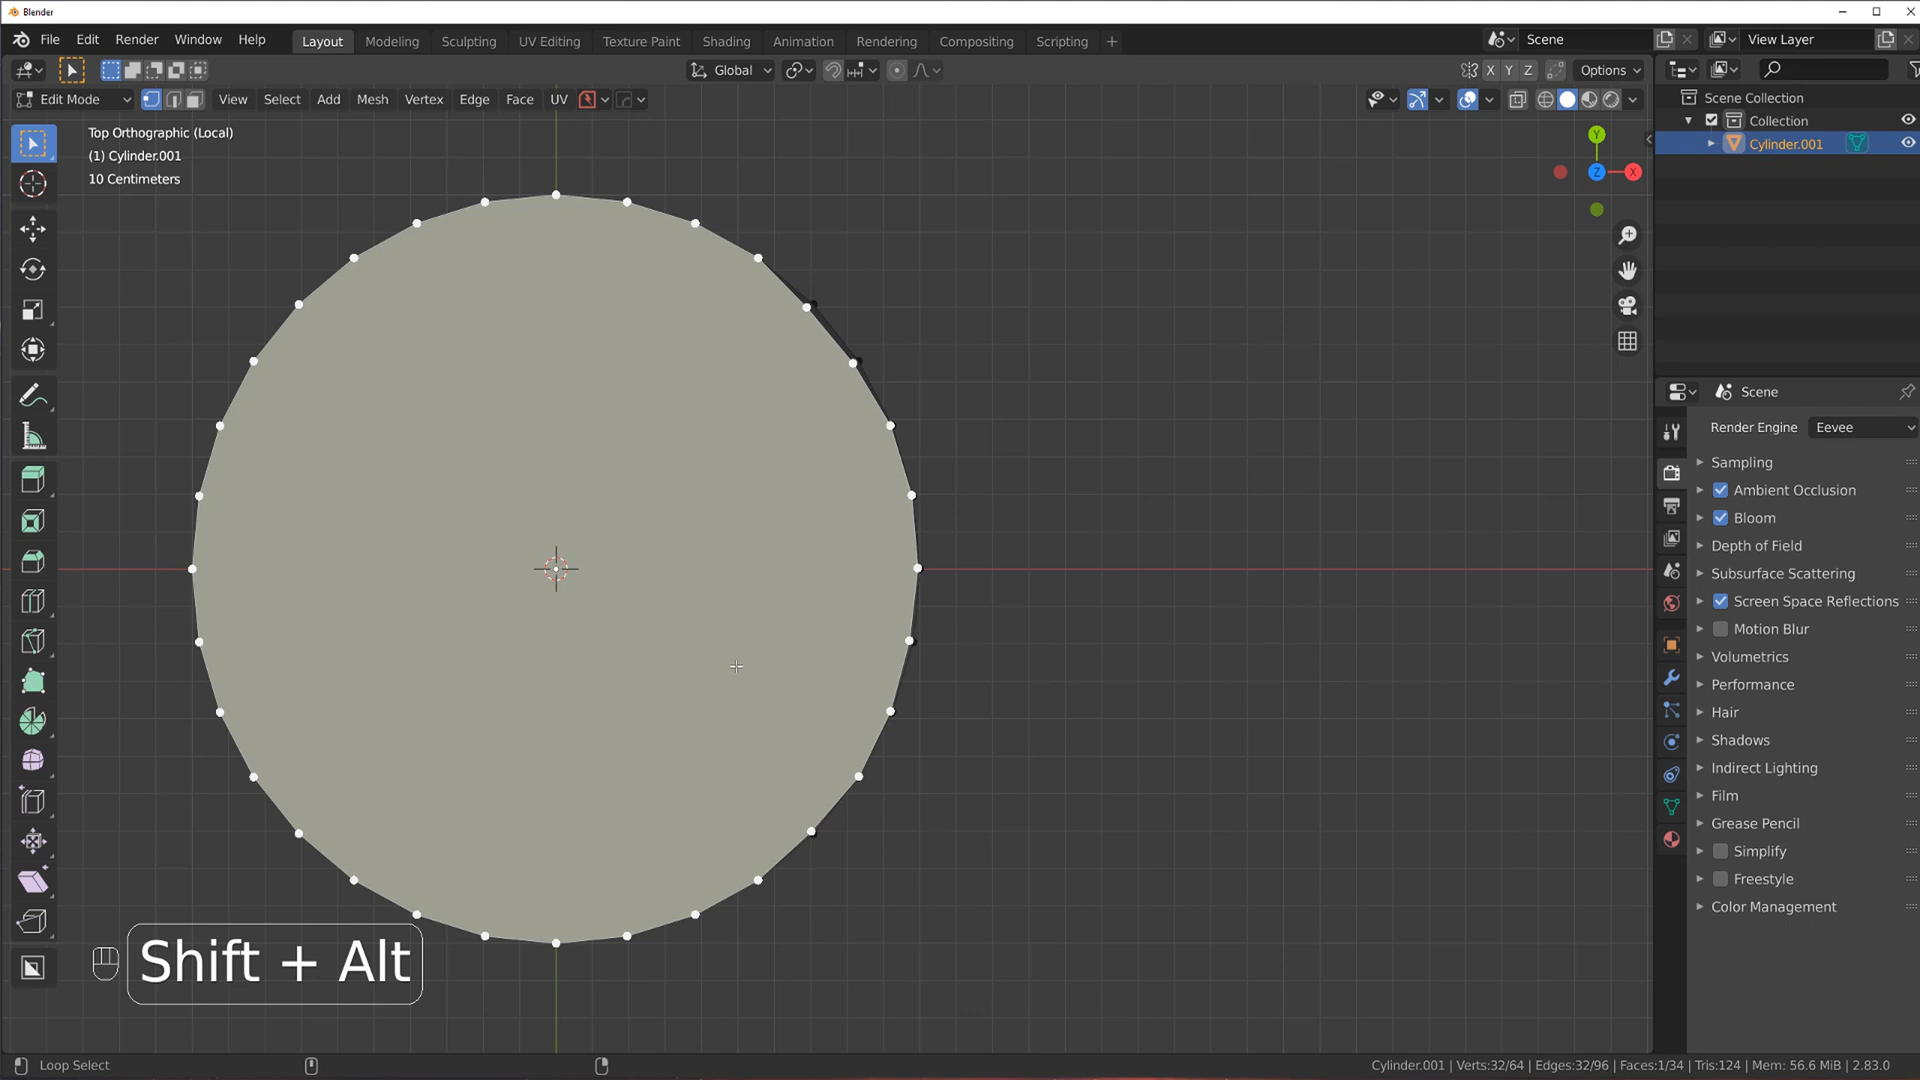 Blender
File Edit Render Window Help Layout Modeling Sculpting UV Editing Texture Paint Shading Animation Rendering Compositing Scripting + Scene View Layer
Global X Y Z Options
Edit Mode View Select Add Mesh Vertex Edge Face UV
Top Orthographic (Local)
(1) Cylinder.001
10 Centimeters
Y
Z
X
Scene Collection
Collection
Cylinder.001
Scene
Render Engine Eevee
Sampling
Ambient Occlusion
Bloom
Depth of Field
Subsurface Scattering
Screen Space Reflections
Motion Blur
Volumetrics
Performance
Hair
Shadows
Indirect Lighting
Film
Grease Pencil
Simplify
Freestyle
Color Management
Shift + Alt
Loop Select
Cylinder.001 | Verts:32/64 | Edges:32/96 | Faces:1/34 | Tris:124 | Mem: 56.6 MiB | 2.83.0